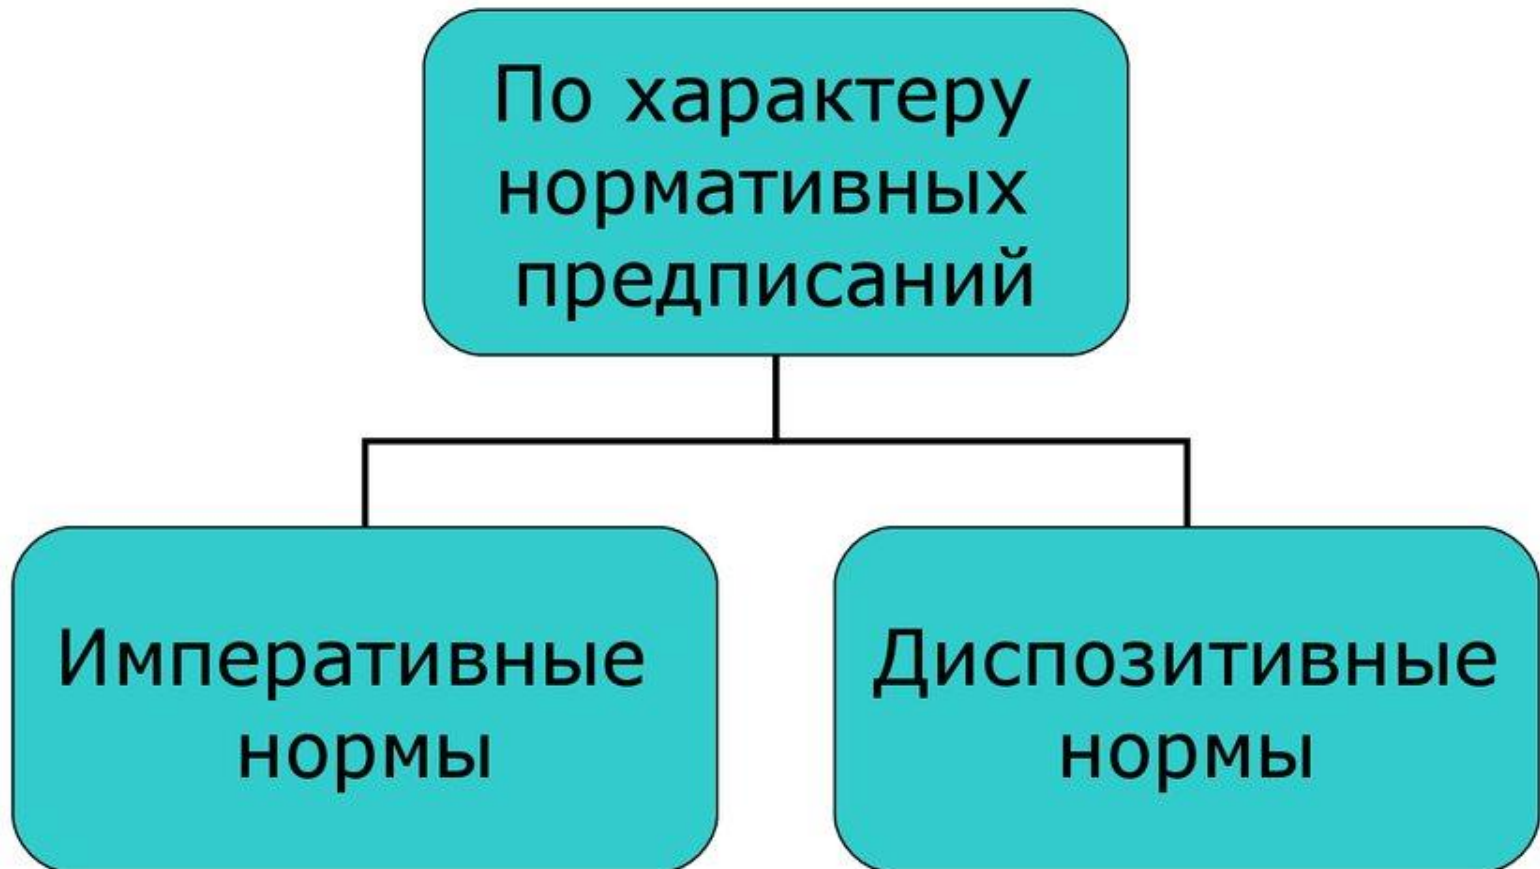 По характеру
нормативных
предписаний
Императивные
нормы
Диспозитивные
нормы